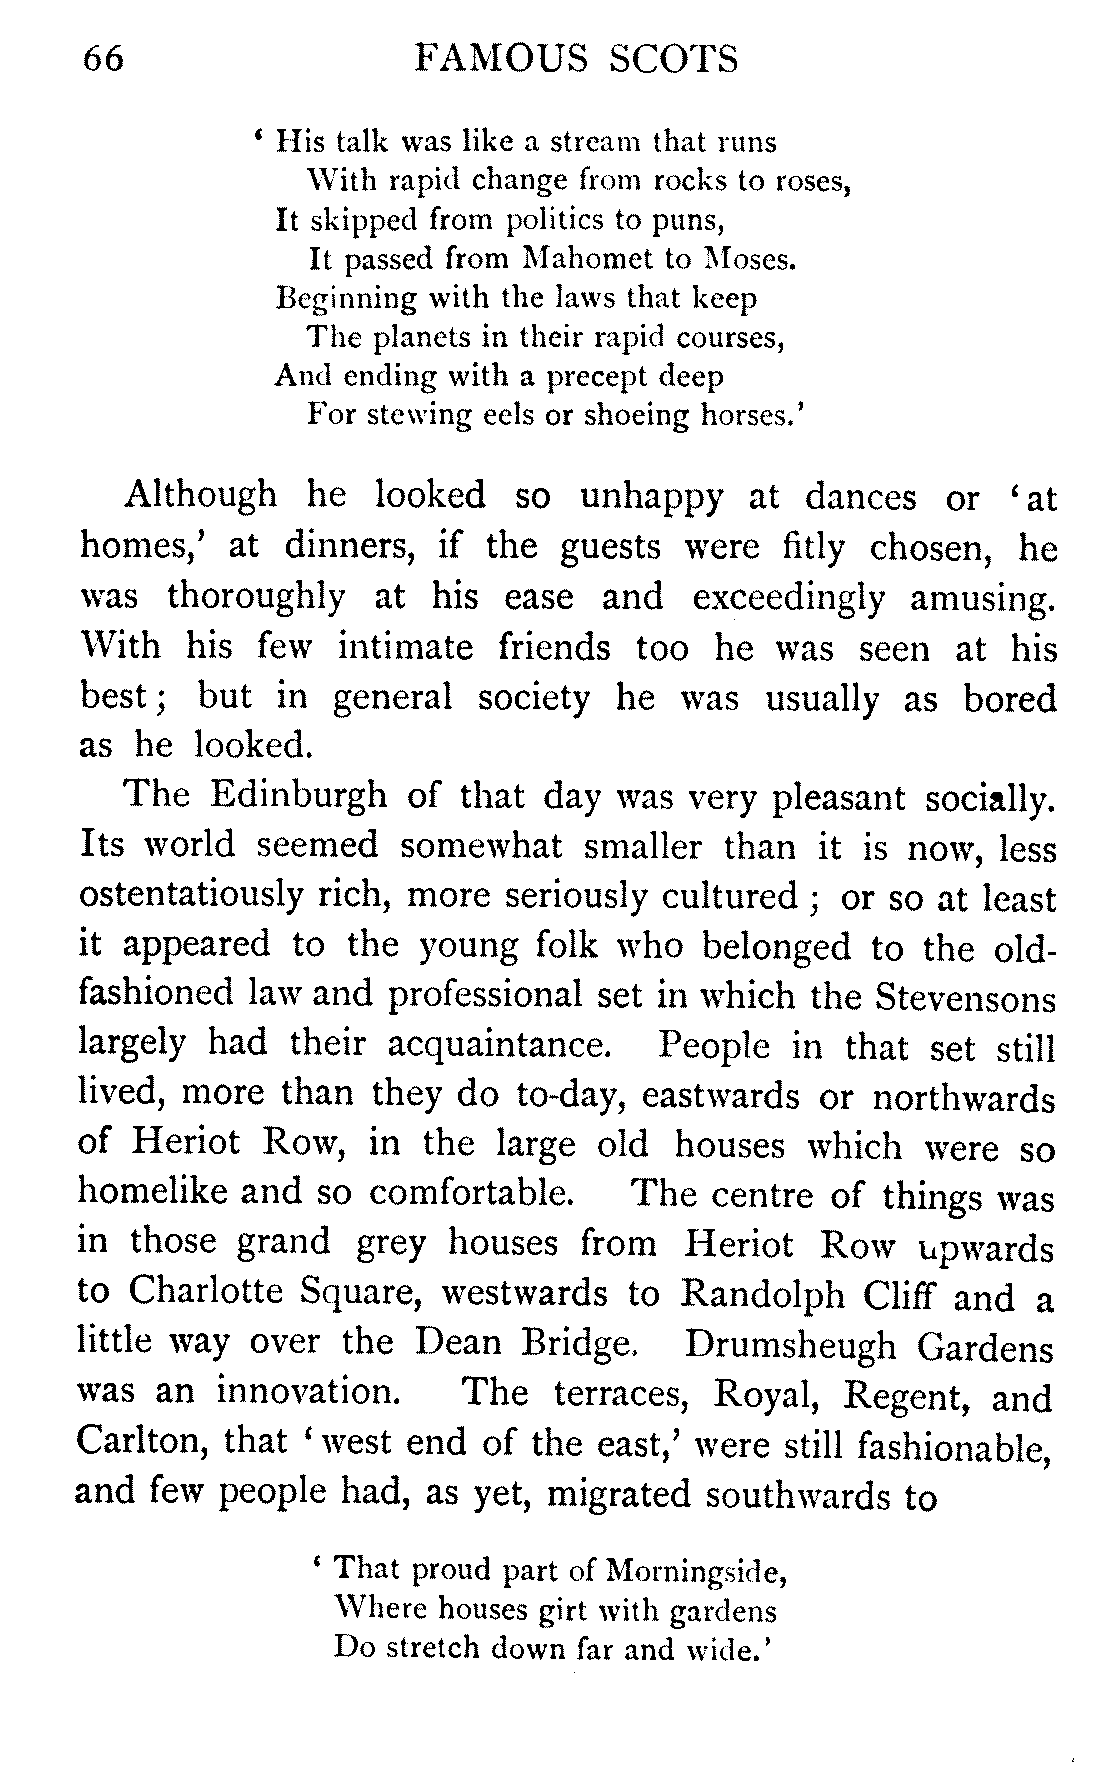 66 FAMOUS SCOTS
‘ His talk was like a stream that runs
With rapid change from rocks to roses,
It skipped from politics to puns,
It passed from Mahomet to Moses.
Beginning with the laws that keep
The planets in their rapid courses,
And ending with a precept deep
For stewing eels or shoeing horses.’
Although he looked so unhappy at dances or ‘at
homes,’ at dinners, if the guests were fitly chosen, he
was thoroughly at his ease and exceedingly amusing.
With his few intimate friends too he was seen at his
best ; but in general society he was usually as bored
as he looked.
The Edinburgh of that day was very pleasant socially.
Its world seemed somewhat smaller than it is now, less
ostentatiously rich, more seriously cultured ; or so at least
it appeared to the young folk who belonged to the old-
fashioned law and professional set in which the Stevensons
largely had their acquaintance. People in that set still
lived, more than they do to-day, eastwards or northwards
of Heriot Row, in the large old houses which were so
homelike and so comfortable. The centre of things was
in those grand grey houses from Heriot Row upwards
to Charlotte Square, westwards to Randolph Cliff and a
little way over the Dean Bridge. Drumsheugh Gardens
was an innovation. The terraces, Royal, Regent, and
Carlton, that ‘ west end of the east,’ were still fashionable,
and few people had, as yet, migrated southwards to
‘ That proud part of Morningside,
Where houses girt with gardens
Do stretch down far and wide.’